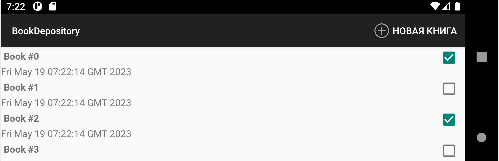 7:22
BookDepository НОВАЯ КНИГА
Book #0
Fri May 19 07:22:14 GMT 2023
Book #1
Fri May 19 07:22:14 GMT 2023
Book #2
Fri May 19 07:22:14 GMT 2023
Book #3